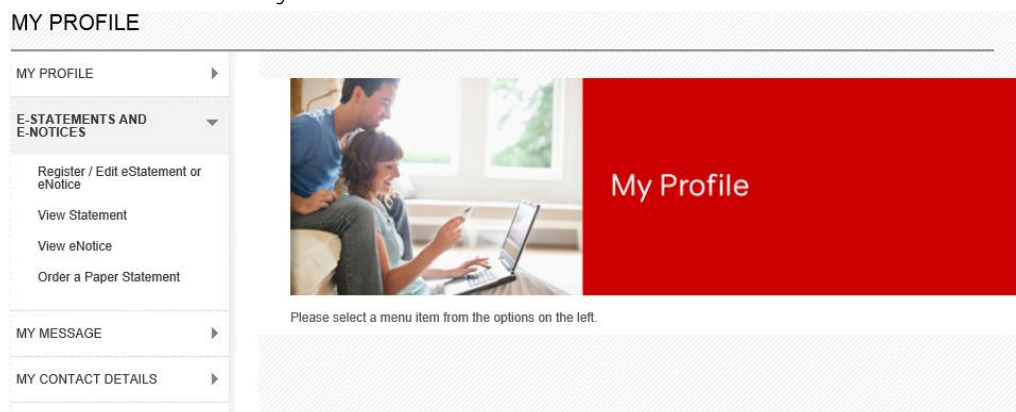 MY PROFILE
MY PROFILE
E-STATEMENTS AND
E-NOTICES
Register / Edit eStatement or
eNotice
View Statement
View eNotice
Order a Paper Statement
MY MESSAGE
MY CONTACT DETAILS
My Profile
Please select a menu item from the options on the left.